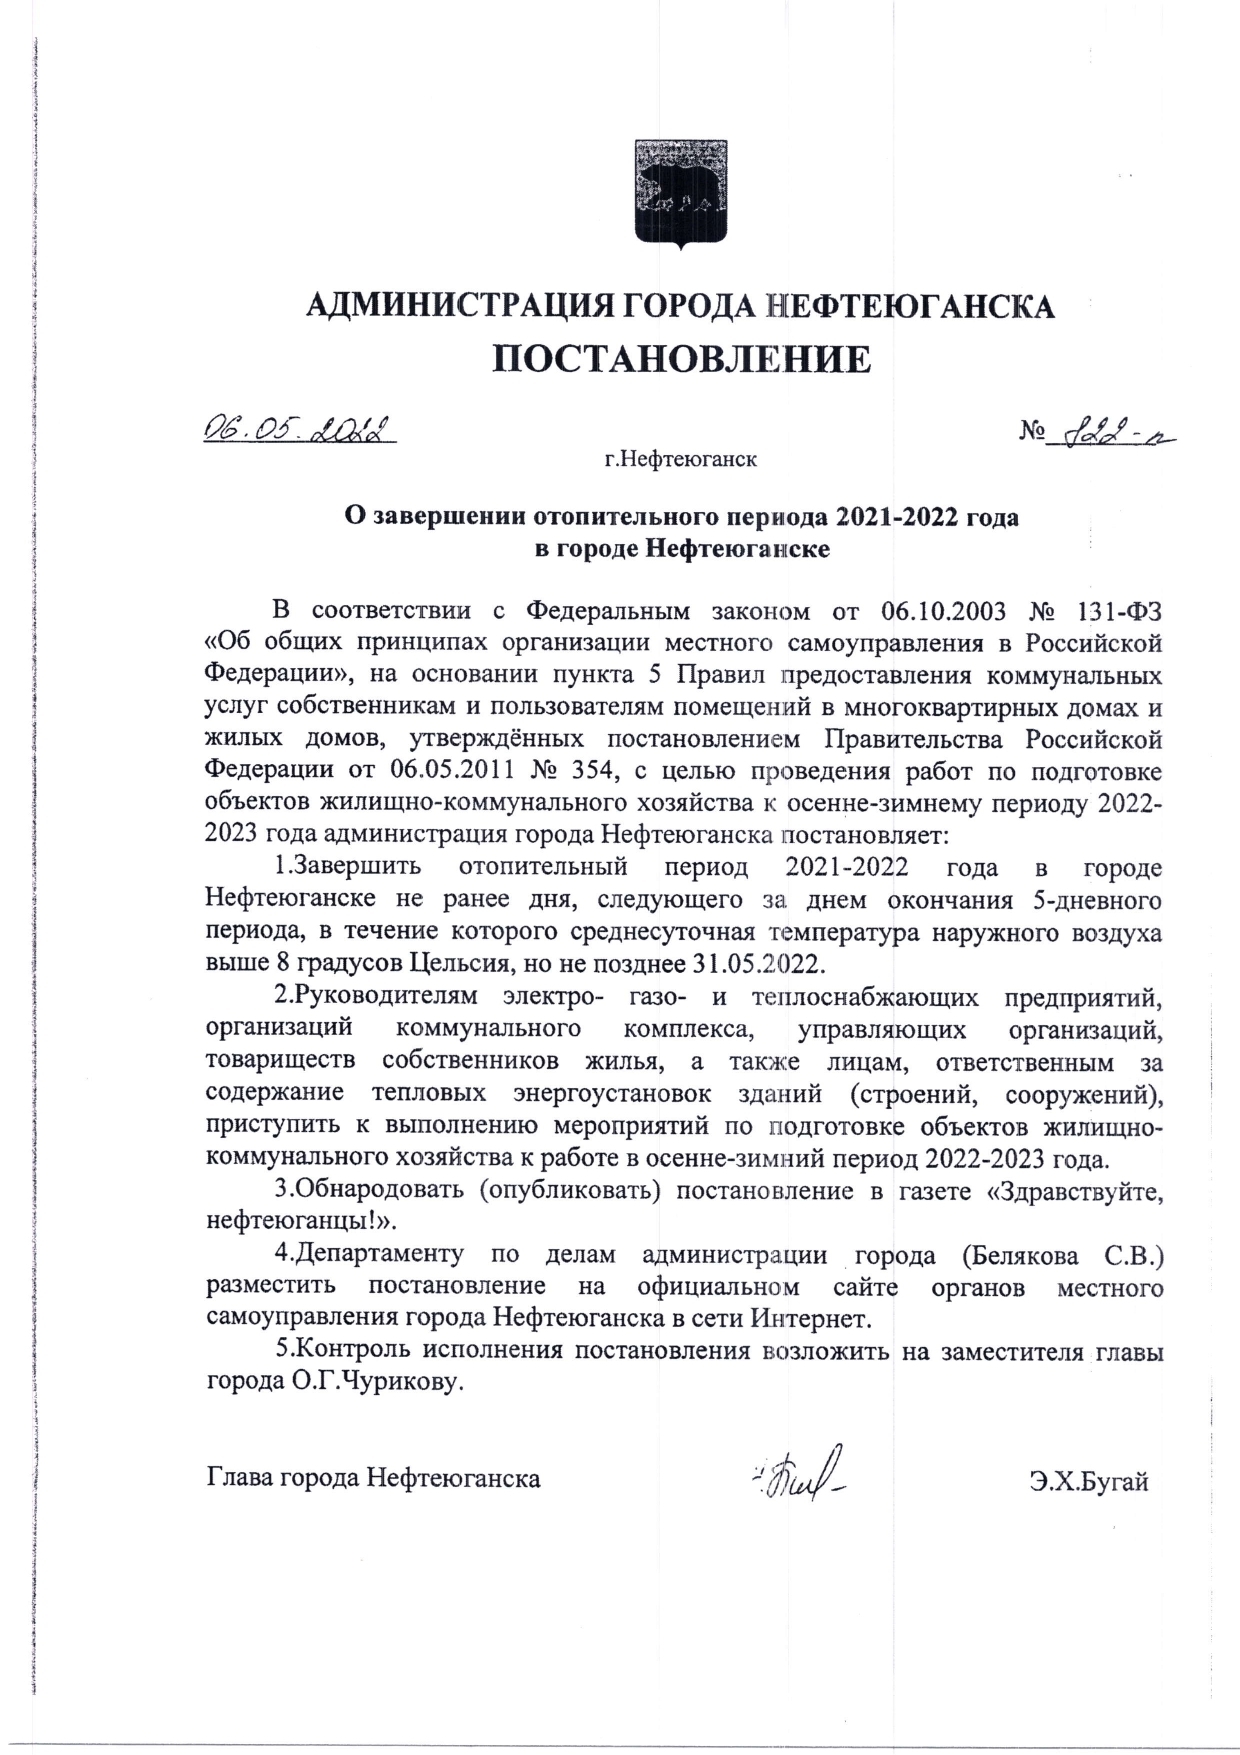 АДМИНИСТРАЦИЯ ГОРОДА НЕФТЕЮГАНСКА
ПОСТАНОВЛЕНИЕ
06.05.2022 № 822-п
г.Нефтеюганск
О завершении отопительного периода 2021-2022 года
в городе Нефтеюганске
В соответствии с Федеральным законом от 06.10.2003 № 131-ФЗ
«Об общих принципах организации местного самоуправления в Российской
Федерации», на основании пункта 5 Правил предоставления коммунальных
услуг собственникам и пользователям помещений в многоквартирных домах и
жилых домов, утверждённых постановлением Правительства Российской
Федерации от 06.05.2011 № 354, с целью проведения работ по подготовке
объектов жилищно-коммунального хозяйства к осенне-зимнему периоду 2022-
2023 года администрация города Нефтеюганска постановляет:
1.Завершить отопительный период 2021-2022 года в городе
Нефтеюганске не ранее дня, следующего за днем окончания 5-дневного
периода, в течение которого среднесуточная температура наружного воздуха
выше 8 градусов Цельсия, но не позднее 31.05.2022.
2.Руководителям электро- газо- и теплоснабжающих предприятий,
организаций коммунального комплекса, управляющих организаций,
товариществ собственников жилья, а также лицам, ответственным за
содержание тепловых энергоустановок зданий (строений, сооружений),
приступить к выполнению мероприятий по подготовке объектов жилищно-
коммунального хозяйства к работе в осенне-зимний период 2022-2023 года.
3.Обнародовать (опубликовать) постановление в газете «Здравствуйте,
нефтеюганцы!».
4.Департаменту по делам администрации города (Белякова С.В.)
разместить постановление на официальном сайте органов местного
самоуправления города Нефтеюганска в сети Интернет.
5.Контроль исполнения постановления возложить на заместителя главы
города О.Г.Чурикову.
Глава города Нефтеюганска Э.Х.Бугай